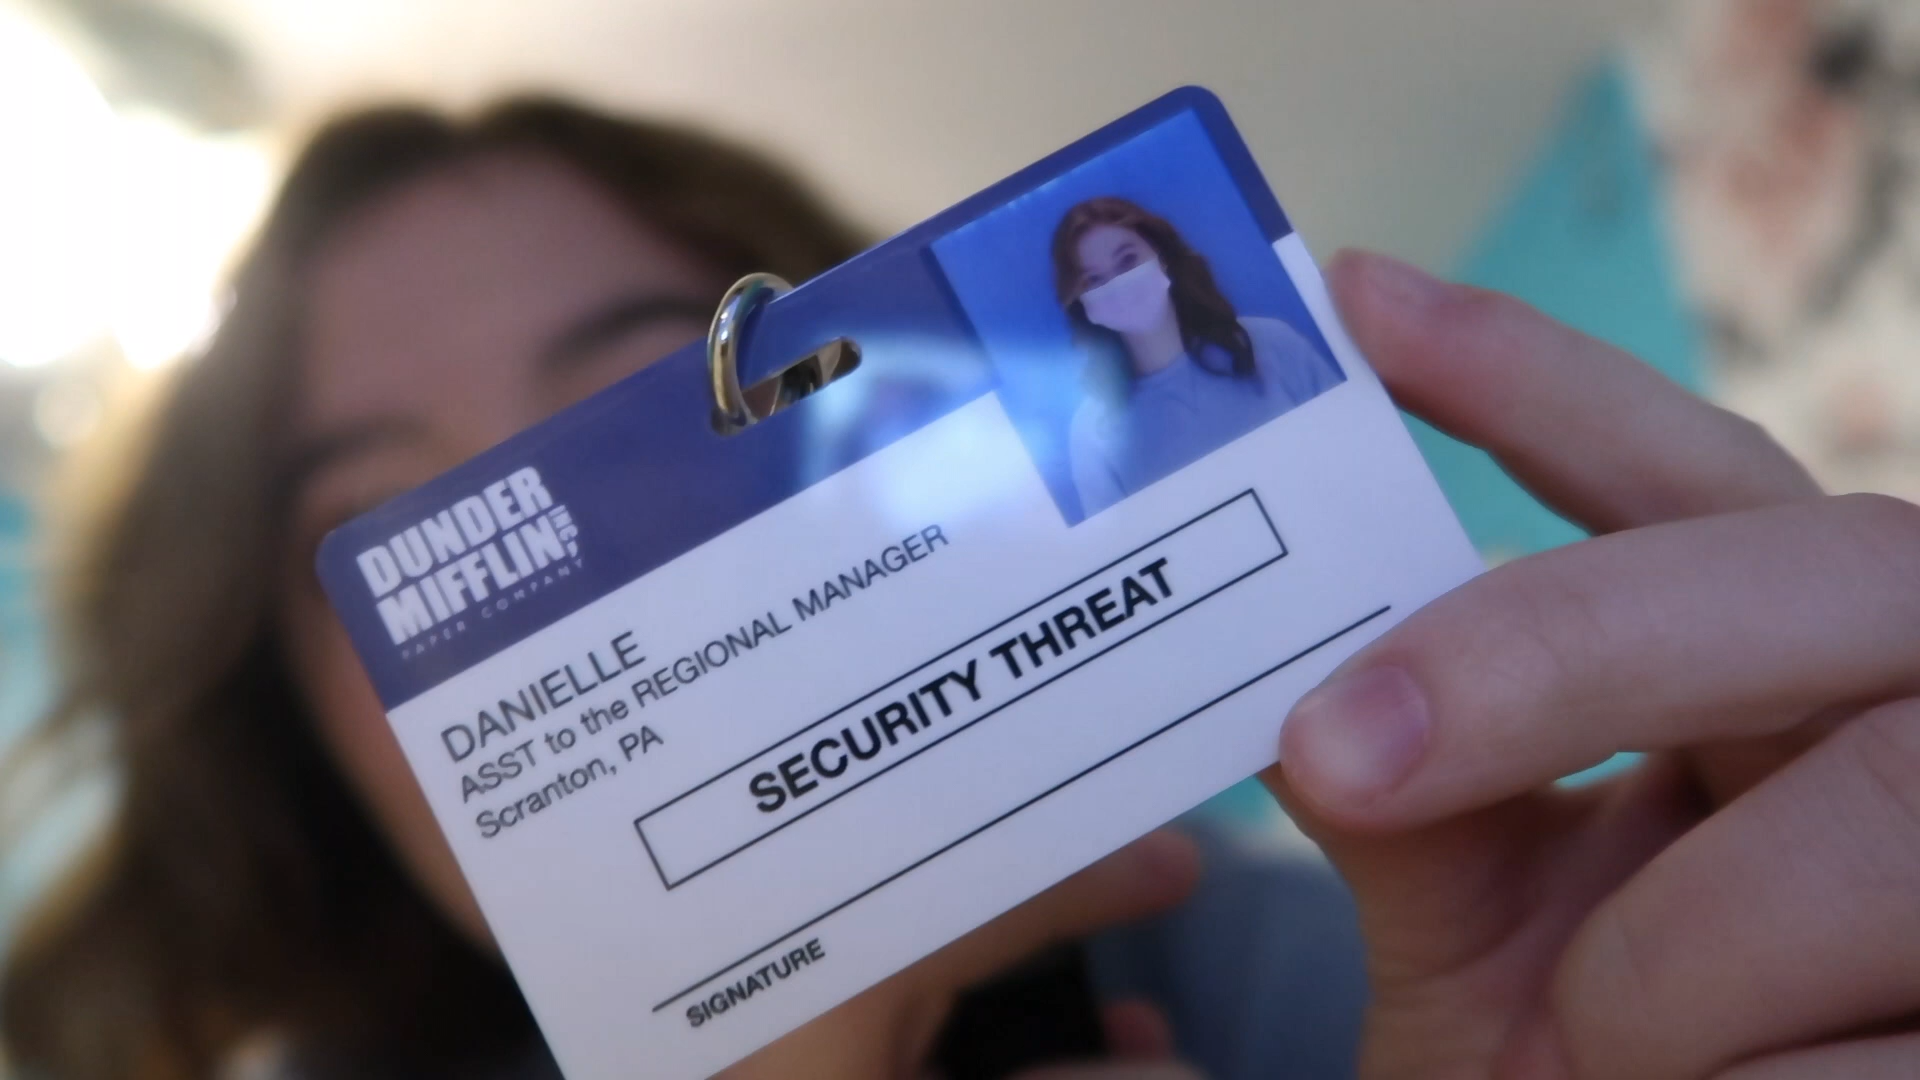 DUNDER
MIFFLIN INC
PAPER COMPANY
DANIELLE
ASST to the REGIONAL MANAGER
Scranton, PA
SECURITY THREAT
SIGNATURE